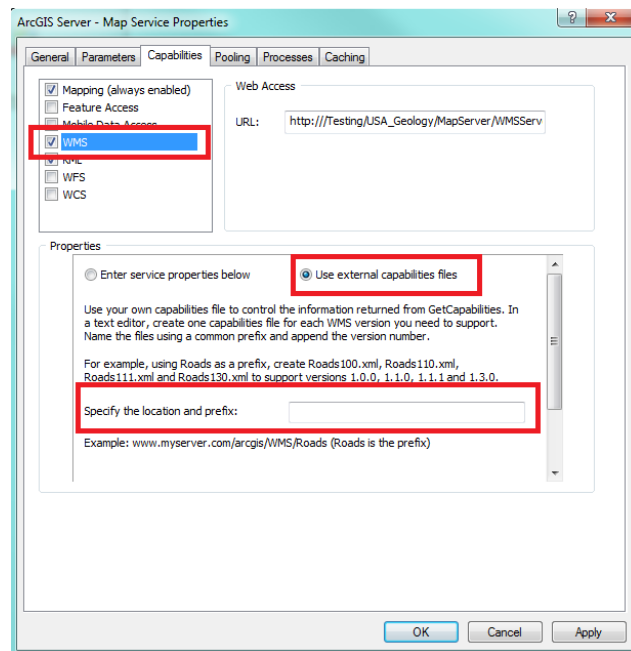 ArcGIS Server - Map Service Properties
General Parameters Capabilities Pooling Processes Caching
Mapping (always enabled)
Feature Access
Mobile Data Access
WMS
KML
WFS
WCS
Web Access
URL: http:///Testing/USA_Geology/MapServer/WMSServ
Properties
Enter service properties below
Use external capabilities files
Use your own capabilities file to control the information returned from GetCapabilities. In
a text editor, create one capabilities file for each WMS version you need to support.
Name the files using a common prefix and append the version number.
For example, using Roads as a prefix, create Roads100.xml, Roads110.xml,
Roads111.xml and Roads130.xml to support versions 1.0.0, 1.1.0, 1.1.1 and 1.3.0.
Specify the location and prefix:
Example: www.myserver.com/arcgis/WMS/Roads (Roads is the prefix)
OK Cancel Apply